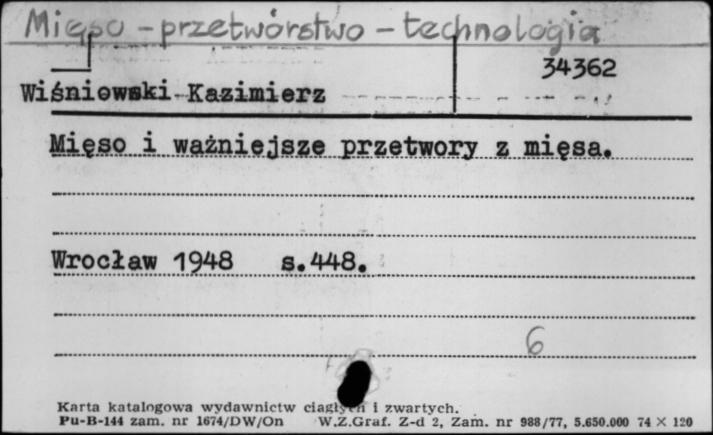 Mięso - przetwórstwo - technologia
34362
Wiśniowski Kazimierz
Mięso i ważniejsze przetwory z mięsa.
Wrocław 1948 s.448.
6
Karta katalogowa wydawnictw ciągłych i zwartych.
Pu-B-144 zam. nr 1674/DW/On W.Z.Graf. Z-d 2, Zam. nr 988/77, 5.650.000 74 × 120